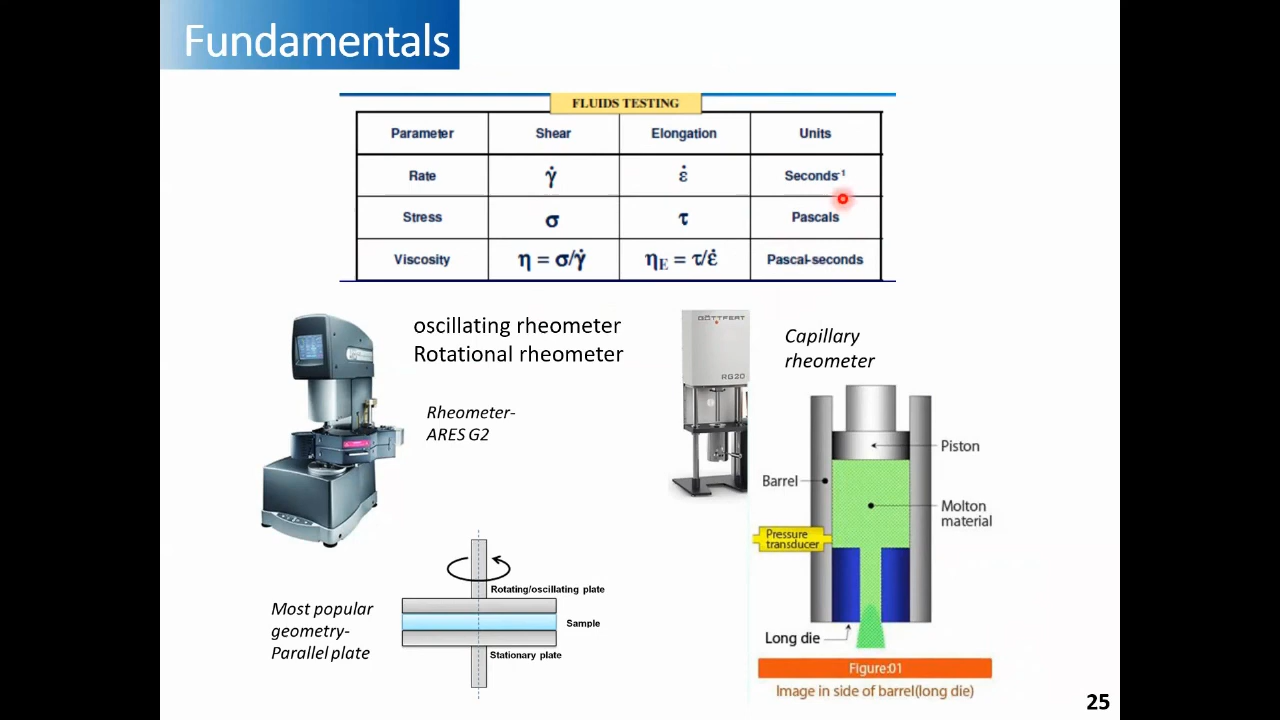 Fundamentals
FLUIDS TESTING
Parameter Shear Elongation Units
Rate γ̇ ε̇ Seconds⁻¹
Stress σ τ Pascals
Viscosity η = σ/γ̇ ηE = τ/ε̇ Pascal-seconds
oscillating rheometer
Rotational rheometer
Rheometer-
ARES G2
GÖTTFERT
RG20
Capillary
rheometer
Piston
Barrel
Molton
material
Pressure
transducer
Long die
Figure:01
Image in side of barrel(long die)
Most popular
geometry-
Parallel plate
Rotating/oscillating plate
Sample
Stationary plate
25